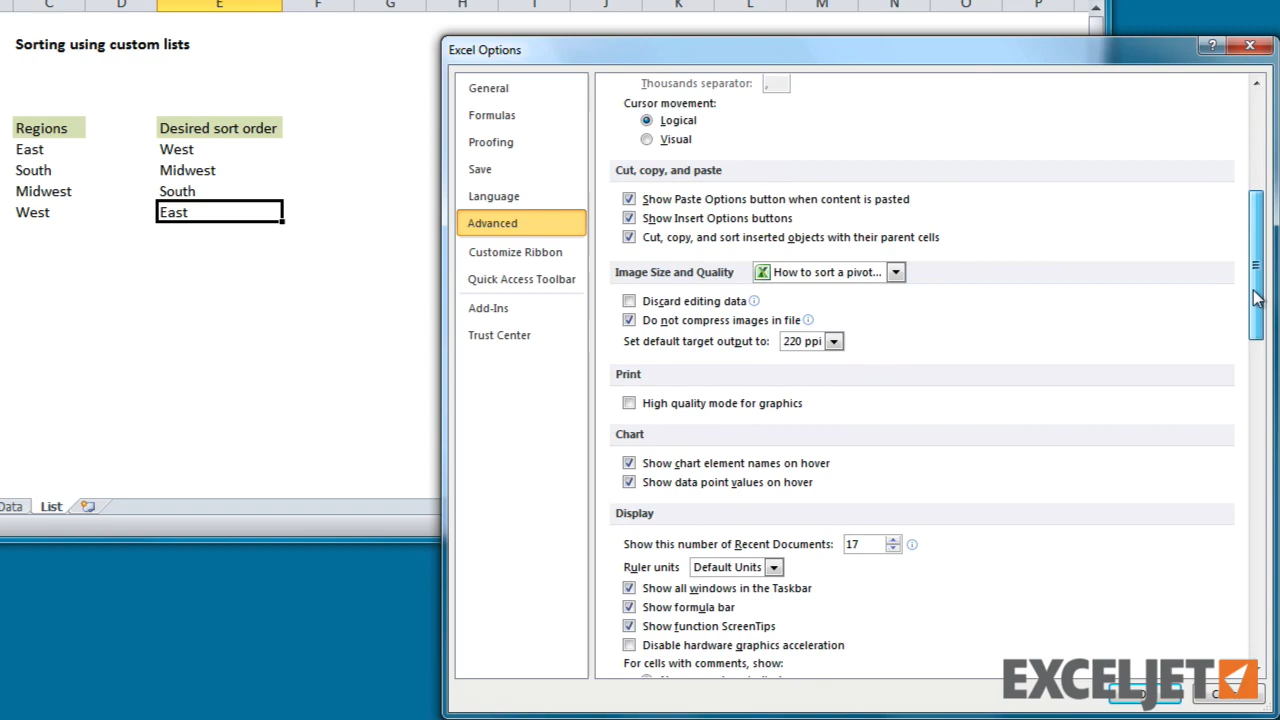 C D E F G H I J K L M N O P
Sorting using custom lists
Regions Desired sort order
East West
South Midwest
Midwest South
West East
Data List
Excel Options
General
Formulas
Proofing
Save
Language
Advanced
Customize Ribbon
Quick Access Toolbar
Add-Ins
Trust Center
Thousands separator: ,
Cursor movement:
Logical
Visual
Cut, copy, and paste
Show Paste Options button when content is pasted
Show Insert Options buttons
Cut, copy, and sort inserted objects with their parent cells
Image Size and Quality How to sort a pivot...
Discard editing data
Do not compress images in file
Set default target output to: 220 ppi
Print
High quality mode for graphics
Chart
Show chart element names on hover
Show data point values on hover
Display
Show this number of Recent Documents: 17
Ruler units Default Units
Show all windows in the Taskbar
Show formula bar
Show function ScreenTips
Disable hardware graphics acceleration
For cells with comments, show:
EXCELJET